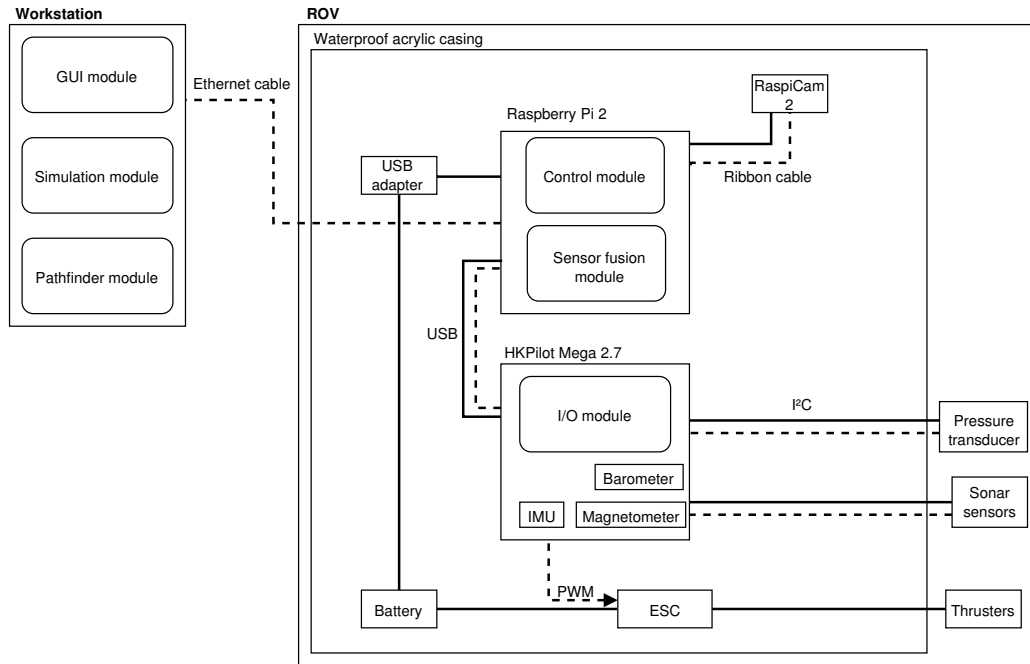 Workstation
GUI module
Simulation module
Pathfinder module
Ethernet cable
ROV
Waterproof acrylic casing
RaspiCam
2
Raspberry Pi 2
Control module
Ribbon cable
USB
adapter
Sensor fusion
module
USB
HKPilot Mega 2.7
I/O module
I²C
Pressure
transducer
Barometer
IMU
Magnetometer
Sonar
sensors
PWM
Battery
ESC
Thrusters